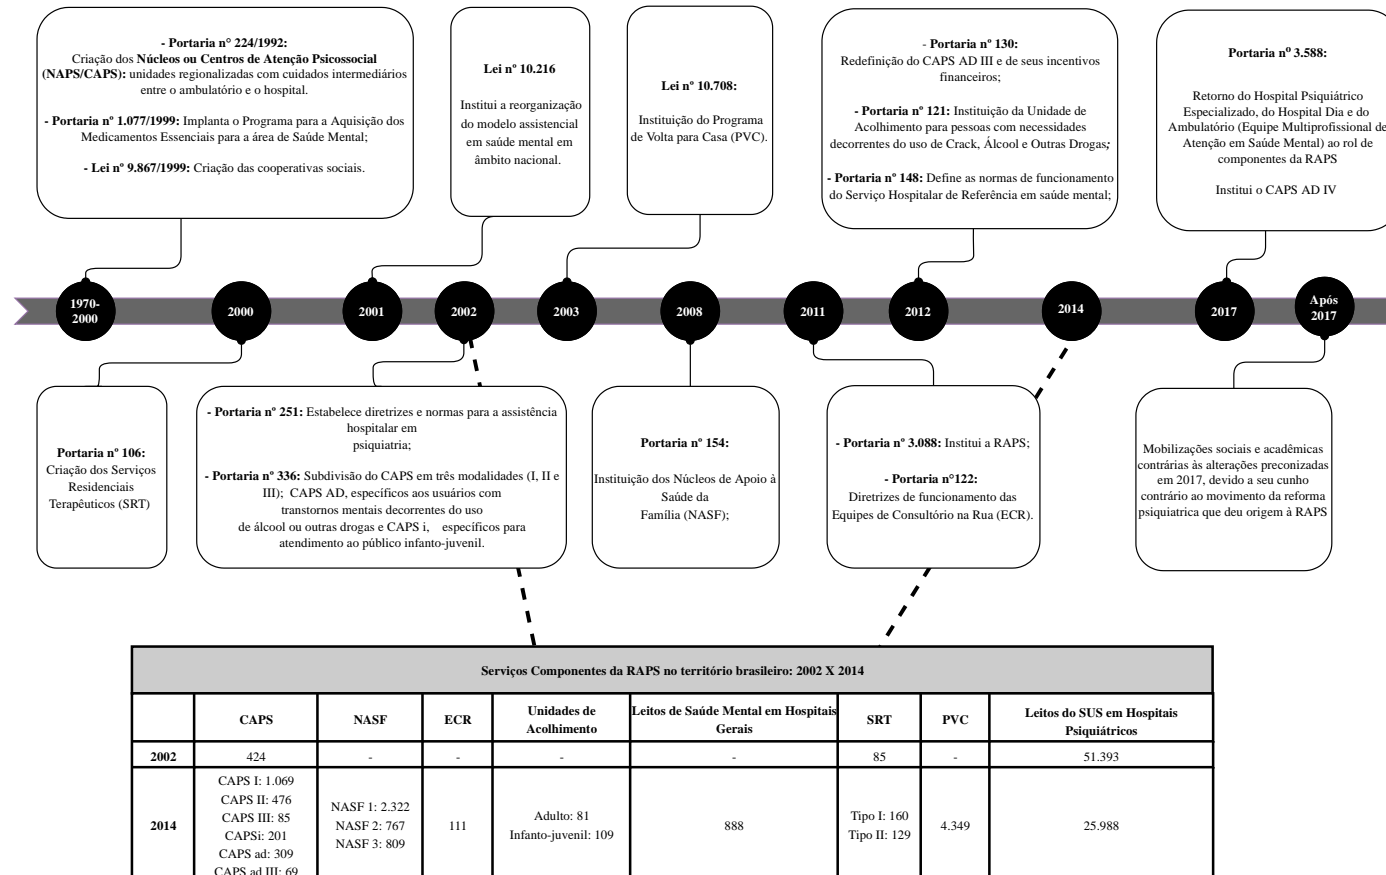 - Portaria n° 224/1992:
Criação dos Núcleos ou Centros de Atenção Psicossocial
(NAPS/CAPS): unidades regionalizadas com cuidados intermediários
entre o ambulatório e o hospital.
- Portaria nº 1.077/1999: Implanta o Programa para a Aquisição dos
Medicamentos Essenciais para a área de Saúde Mental;
- Lei nº 9.867/1999: Criação das cooperativas sociais.
Lei nº 10.216
Institui a reorganização
do modelo assistencial
em saúde mental em
âmbito nacional.
Lei nº 10.708:
Instituição do Programa
de Volta para Casa (PVC).
- Portaria nº 130:
Redefinição do CAPS AD III e de seus incentivos
financeiros;
- Portaria nº 121: Instituição da Unidade de
Acolhimento para pessoas com necessidades
decorrentes do uso de Crack, Álcool e Outras Drogas;
- Portaria nº 148: Define as normas de funcionamento
do Serviço Hospitalar de Referência em saúde mental;
Portaria nº 3.588:
Retorno do Hospital Psiquiátrico
Especializado, do Hospital Dia e do
Ambulatório (Equipe Multiprofissional de
Atenção em Saúde Mental) ao rol de
componentes da RAPS
Institui o CAPS AD IV
1970-
2000
2000
2001
2002
2003
2008
2011
2012
2014
2017
Após
2017
Portaria nº 106:
Criação dos Serviços
Residenciais
Terapêuticos (SRT)
- Portaria nº 251: Estabelece diretrizes e normas para a assistência
hospitalar em
psiquiatria;
- Portaria nº 336: Subdivisão do CAPS em três modalidades (I, II e
III); CAPS AD, específicos aos usuários com
transtornos mentais decorrentes do uso
de álcool ou outras drogas e CAPS i, específicos para
atendimento ao público infanto-juvenil.
Portaria nº 154:
Instituição dos Núcleos de Apoio à
Saúde da
Família (NASF);
- Portaria nº 3.088: Institui a RAPS;
- Portaria n°122:
Diretrizes de funcionamento das
Equipes de Consultório na Rua (ECR).
Mobilizações sociais e acadêmicas
contrárias às alterações preconizadas
em 2017, devido a seu cunho
contrário ao movimento da reforma
psiquiatrica que deu origem à RAPS
Serviços Componentes da RAPS no território brasileiro: 2002 X 2014
CAPS NASF ECR Unidades de Acolhimento Leitos de Saúde Mental em Hospitais Gerais SRT PVC Leitos do SUS em Hospitais Psiquiátricos
2002 424 - - - - 85 - 51.393
2014
CAPS I: 1.069
CAPS II: 476
CAPS III: 85
CAPSi: 201
CAPS ad: 309
CAPS ad III: 69
NASF 1: 2.322
NASF 2: 767
NASF 3: 809
111
Adulto: 81
Infanto-juvenil: 109
888
Tipo I: 160
Tipo II: 129
4.349
25.988